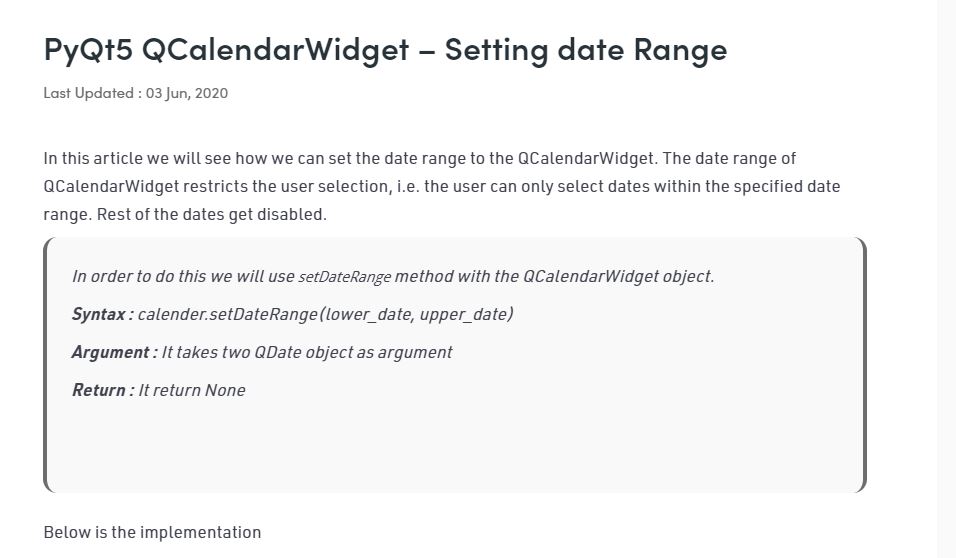 PyQt5 QCalendarWidget – Setting date Range
Last Updated : 03 Jun, 2020
In this article we will see how we can set the date range to the QCalendarWidget. The date range of
QCalendarWidget restricts the user selection, i.e. the user can only select dates within the specified date
range. Rest of the dates get disabled.
In order to do this we will use setDateRange method with the QCalendarWidget object.
Syntax : calender.setDateRange(lower_date, upper_date)
Argument : It takes two QDate object as argument
Return : It return None
Below is the implementation